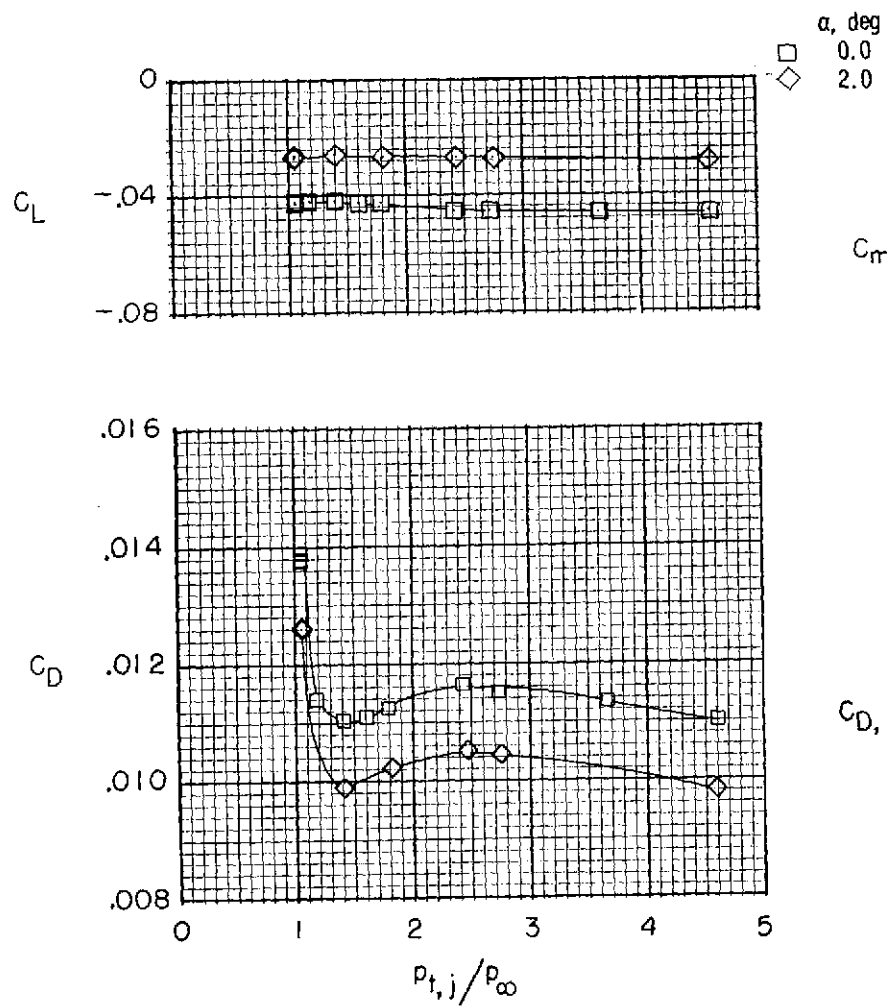 α, deg
0.0
2.0
0
-.04
-.08
C_L
C_m
.016
.014
.012
.010
.008
C_D
C_D,
0 1 2 3 4 5
p_t,j/p_∞